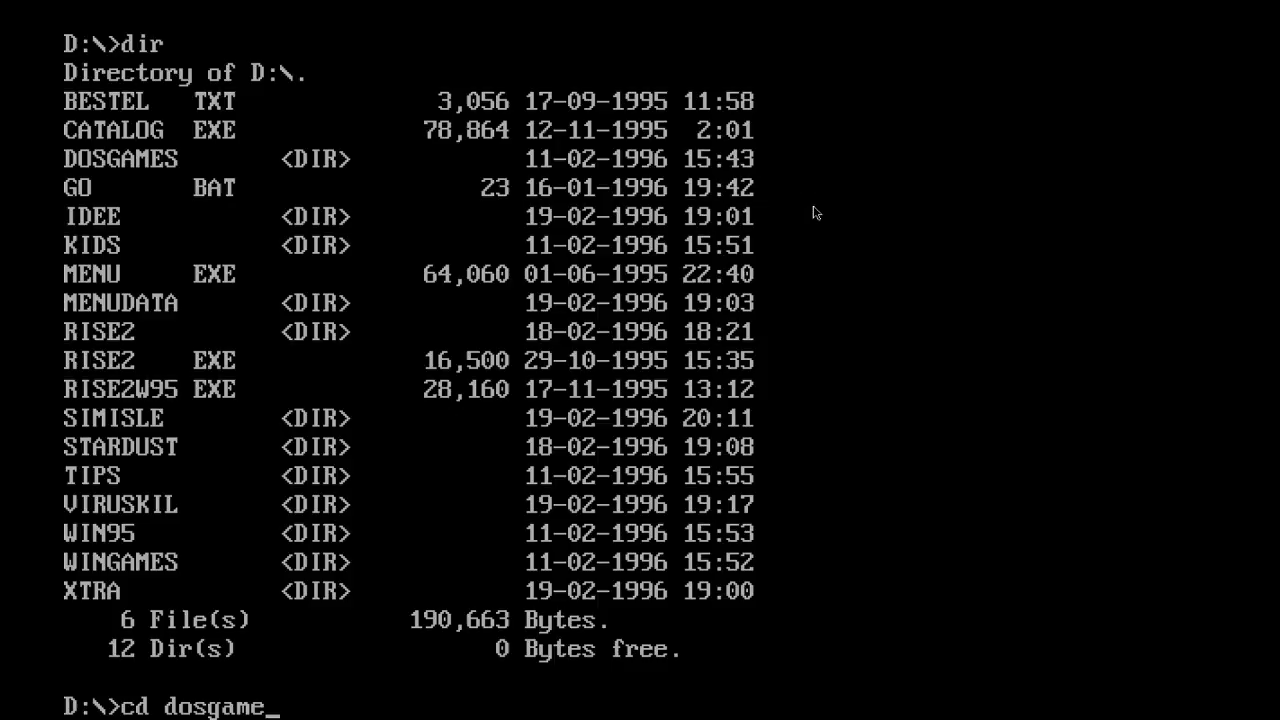 D:\>dir
Directory of D:\.
BESTEL   TXT              3,056 17-09-1995 11:58
CATALOG  EXE             78,864 12-11-1995  2:01
DOSGAMES       <DIR>            11-02-1996 15:43
GO       BAT                 23 16-01-1996 19:42
IDEE           <DIR>            19-02-1996 19:01
KIDS           <DIR>            11-02-1996 15:51
MENU     EXE             64,060 01-06-1995 22:40
MENUDATA       <DIR>            19-02-1996 19:03
RISE2          <DIR>            18-02-1996 18:21
RISE2    EXE             16,500 29-10-1995 15:35
RISE2W95 EXE             28,160 17-11-1995 13:12
SIMISLE        <DIR>            19-02-1996 20:11
STARDUST       <DIR>            18-02-1996 19:08
TIPS           <DIR>            11-02-1996 15:55
VIRUSKIL       <DIR>            19-02-1996 19:17
WIN95          <DIR>            11-02-1996 15:53
WINGAMES       <DIR>            11-02-1996 15:52
XTRA           <DIR>            19-02-1996 19:00
    6 File(s)           190,663 Bytes.
   12 Dir(s)                  0 Bytes free.
D:\>cd dosgame_